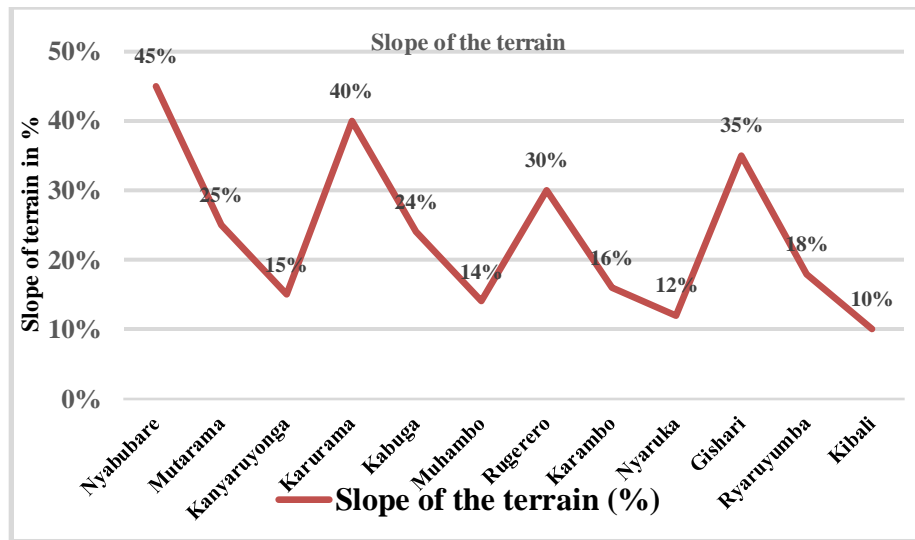 Slope of the terrain
Slope of terrain in %
50%
40%
30%
20%
10%
0%
45%
25%
15%
40%
24%
14%
30%
16%
12%
35%
18%
10%
Nyabubare
Mutarama
Kanyaruyonga
Karurama
Kabuga
Muhambo
Rugerero
Karambo
Nyaruka
Gishari
Ryaruyumba
Kibali
Slope of the terrain (%)